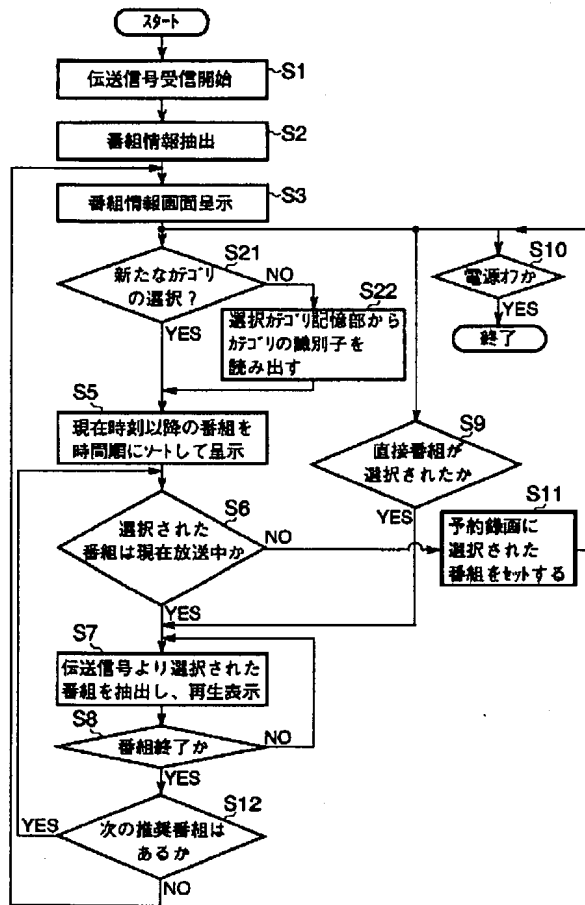 スタート
S1
伝送信号受信開始
S2
番組情報抽出
S3
番組情報画面呈示
S21
新たなカテゴリ
の選択？
NO
YES
S22
選択カテゴリ記憶部から
カテゴリの識別子を
読み出す
S10
電源オフか
YES
終了
S5
現在時刻以降の番組を
時間順にソートして呈示
S9
直接番組が
選択されたか
YES
S6
選択された
番組は現在放送中か
NO
YES
S11
予約録画に
選択された
番組をセットする
S7
伝送信号より選択された
番組を抽出し、再生表示
S8
番組終了か
NO
YES
S12
次の推奨番組は
あるか
YES
NO